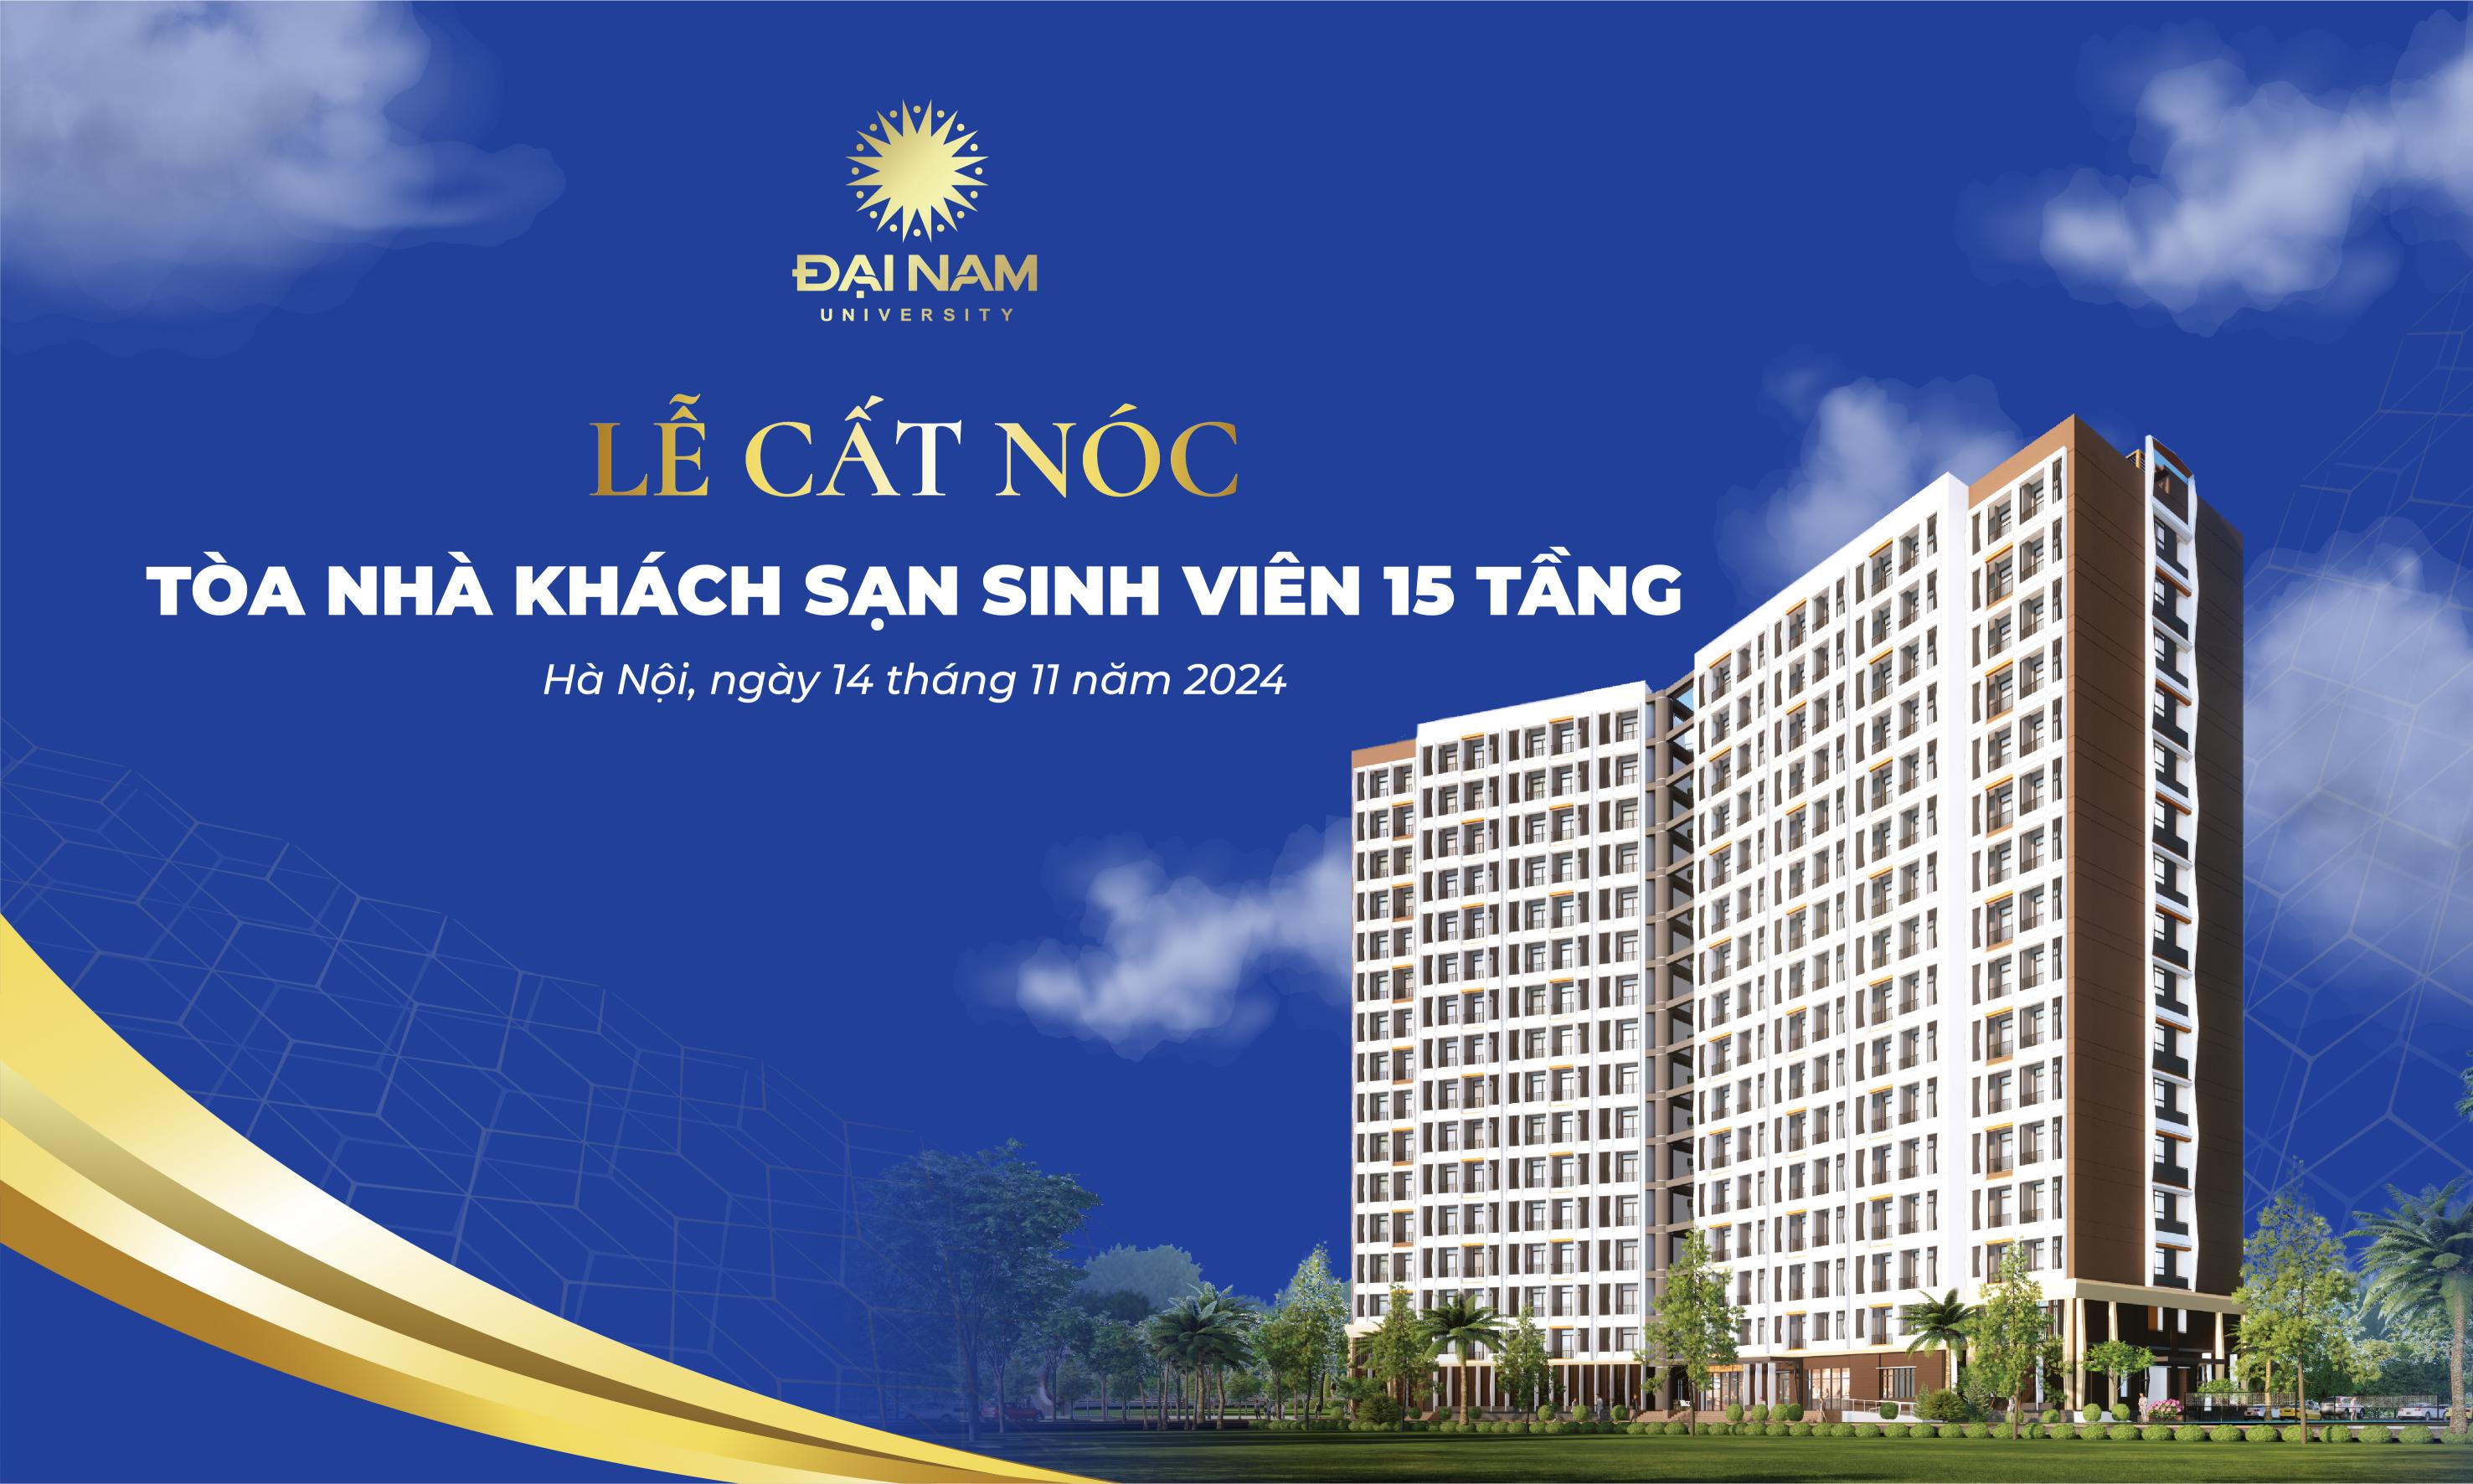 ĐẠI NAM
UNIVERSITY
LỄ CẤT NÓC
TÒA NHÀ KHÁCH SẠN SINH VIÊN 15 TẦNG
Hà Nội, ngày 14 tháng 11 năm 2024